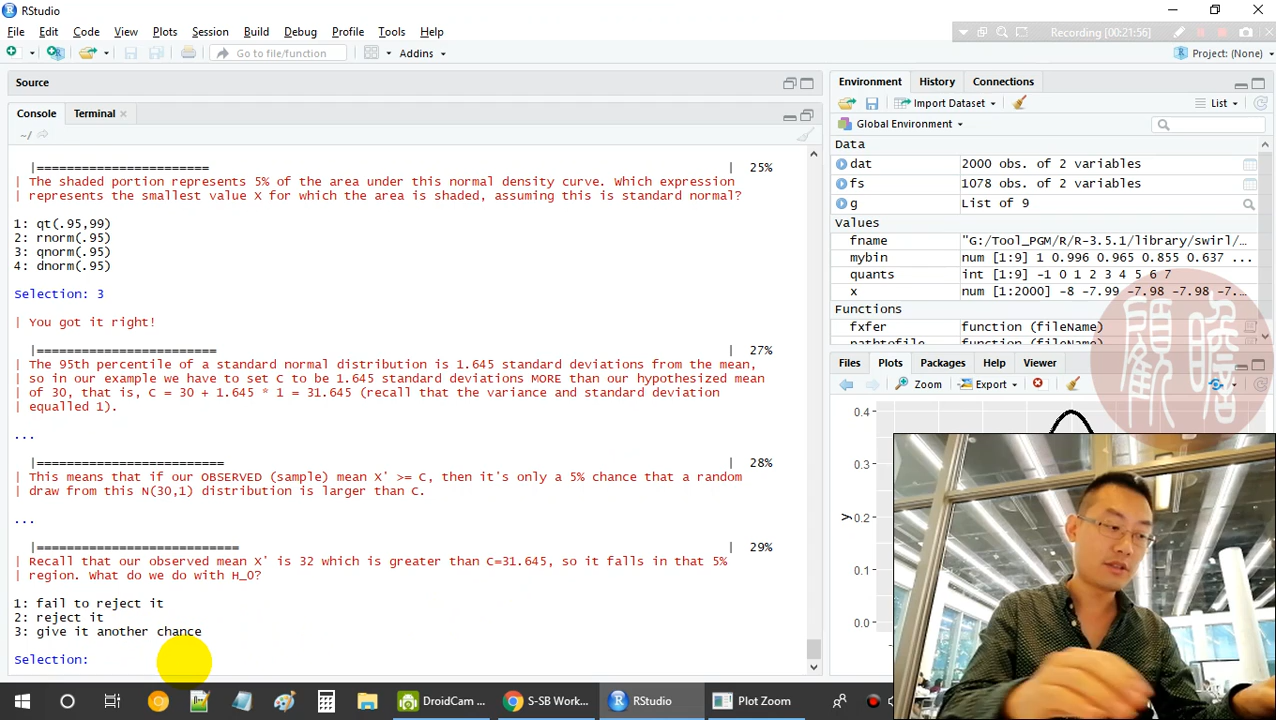 RStudio
File Edit Code View Plots Session Build Debug Profile Tools Help
Recording [00:21:56]
Go to file/function
Addins
Project: (None)
Source
Console Terminal
~/
|======================= | 25%
| The shaded portion represents 5% of the area under this normal density curve. Which expression
| represents the smallest value X for which the area is shaded, assuming this is standard normal?
1: qt(.95,99)
2: rnorm(.95)
3: qnorm(.95)
4: dnorm(.95)
Selection: 3
| You got it right!
|======================== | 27%
| The 95th percentile of a standard normal distribution is 1.645 standard deviations from the mean,
| so in our example we have to set C to be 1.645 standard deviations MORE than our hypothesized mean
| of 30, that is, C = 30 + 1.645 * 1 = 31.645 (recall that the variance and standard deviation
| equalled 1).
...
|========================= | 28%
| This means that if our OBSERVED (sample) mean X' >= C, then it's only a 5% chance that a random
| draw from this N(30,1) distribution is larger than C.
...
|=========================== | 29%
| Recall that our observed mean X' is 32 which is greater than C=31.645, so it falls in that 5%
| region. What do we do with H_0?
1: fail to reject it
2: reject it
3: give it another chance
Selection:
Environment History Connections
Import Dataset
List
Global Environment
Data
dat 2000 obs. of 2 variables
fs 1078 obs. of 2 variables
g List of 9
Values
fname "G:/Tool_PGM/R/R-3.5.1/library/swirl/…
mybin num [1:9] 1 0.996 0.965 0.855 0.637 ...
quants int [1:9] -1 0 1 2 3 4 5 6 7
x num [1:2000] -8 -7.99 -7.98 -7.98 -7.…
Functions
fxfer function (fileName)
pathtofile function (fileName)
Files Plots Packages Help Viewer
Zoom Export
0.4
0.3
0.2
0.1
0.0
y
DroidCam ...
S-SB Work...
RStudio
Plot Zoom